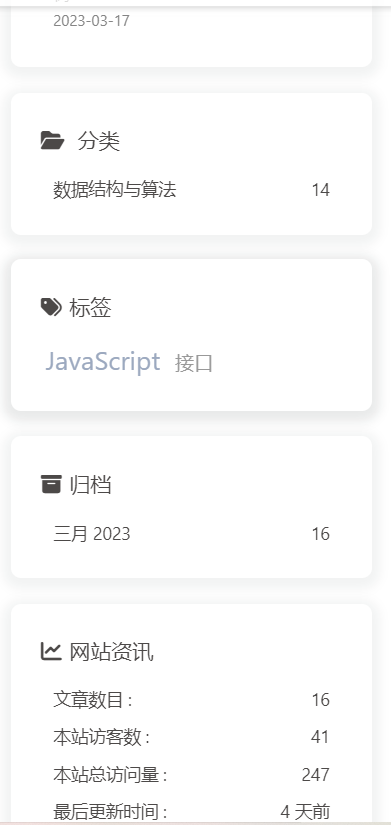 2023-03-17
分类
数据结构与算法 14
标签
JavaScript 接口
归档
三月 2023 16
网站资讯
文章数目 : 16
本站访客数 : 41
本站总访问量 : 247
最后更新时间 : 4 天前